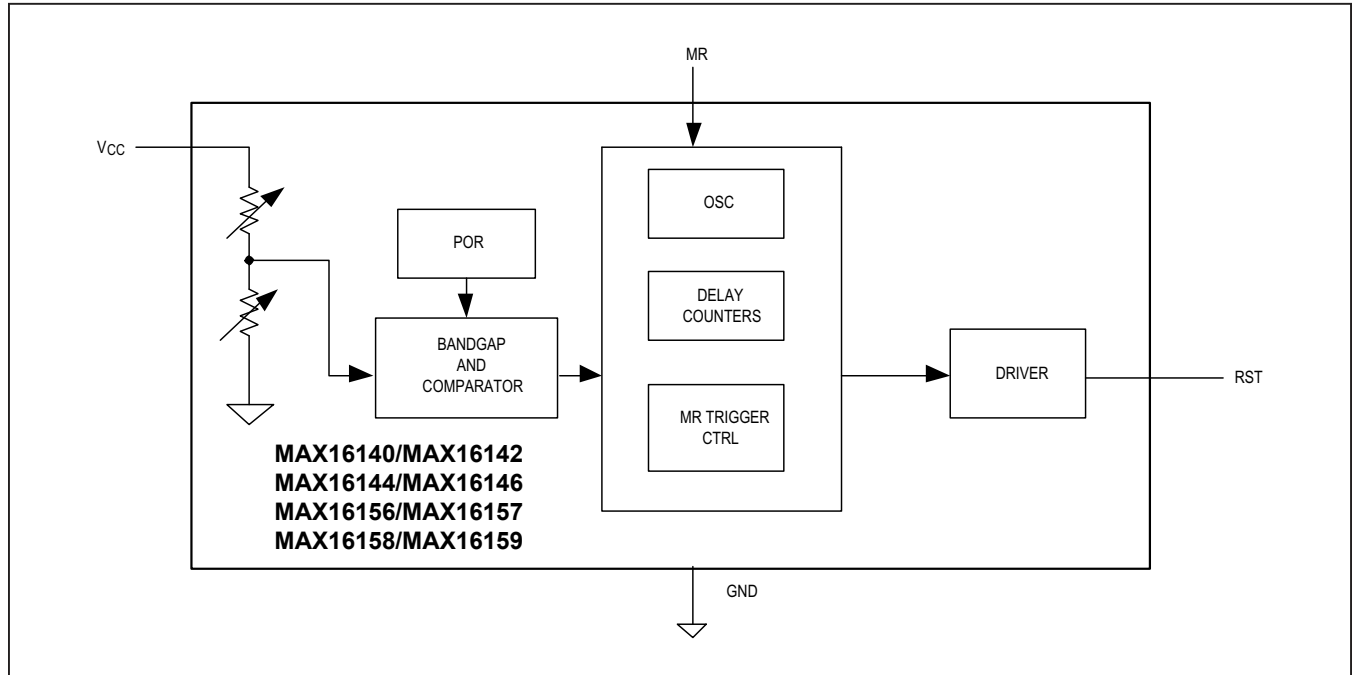 MR
VCC
OSC
POR
DELAY
COUNTERS
BANDGAP
AND
COMPARATOR
DRIVER
RST
MR TRIGGER
CTRL
MAX16140/MAX16142
MAX16144/MAX16146
MAX16156/MAX16157
MAX16158/MAX16159
GND